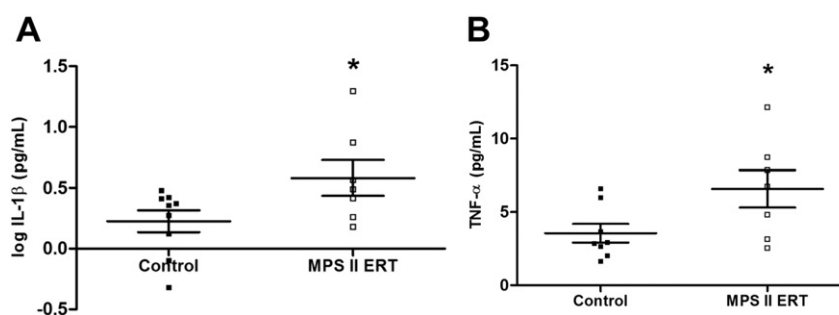 A
log IL-1β (pg/mL)
1.5
1.0
0.5
0.0
-0.5
*
Control
MPS II ERT
B
TNF-α (pg/mL)
15
10
5
0
*
Control
MPS II ERT